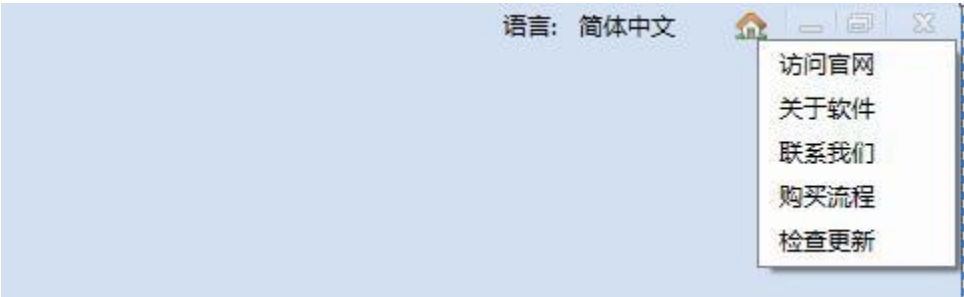 语言: 简体中文
访问官网
关于软件
联系我们
购买流程
检查更新